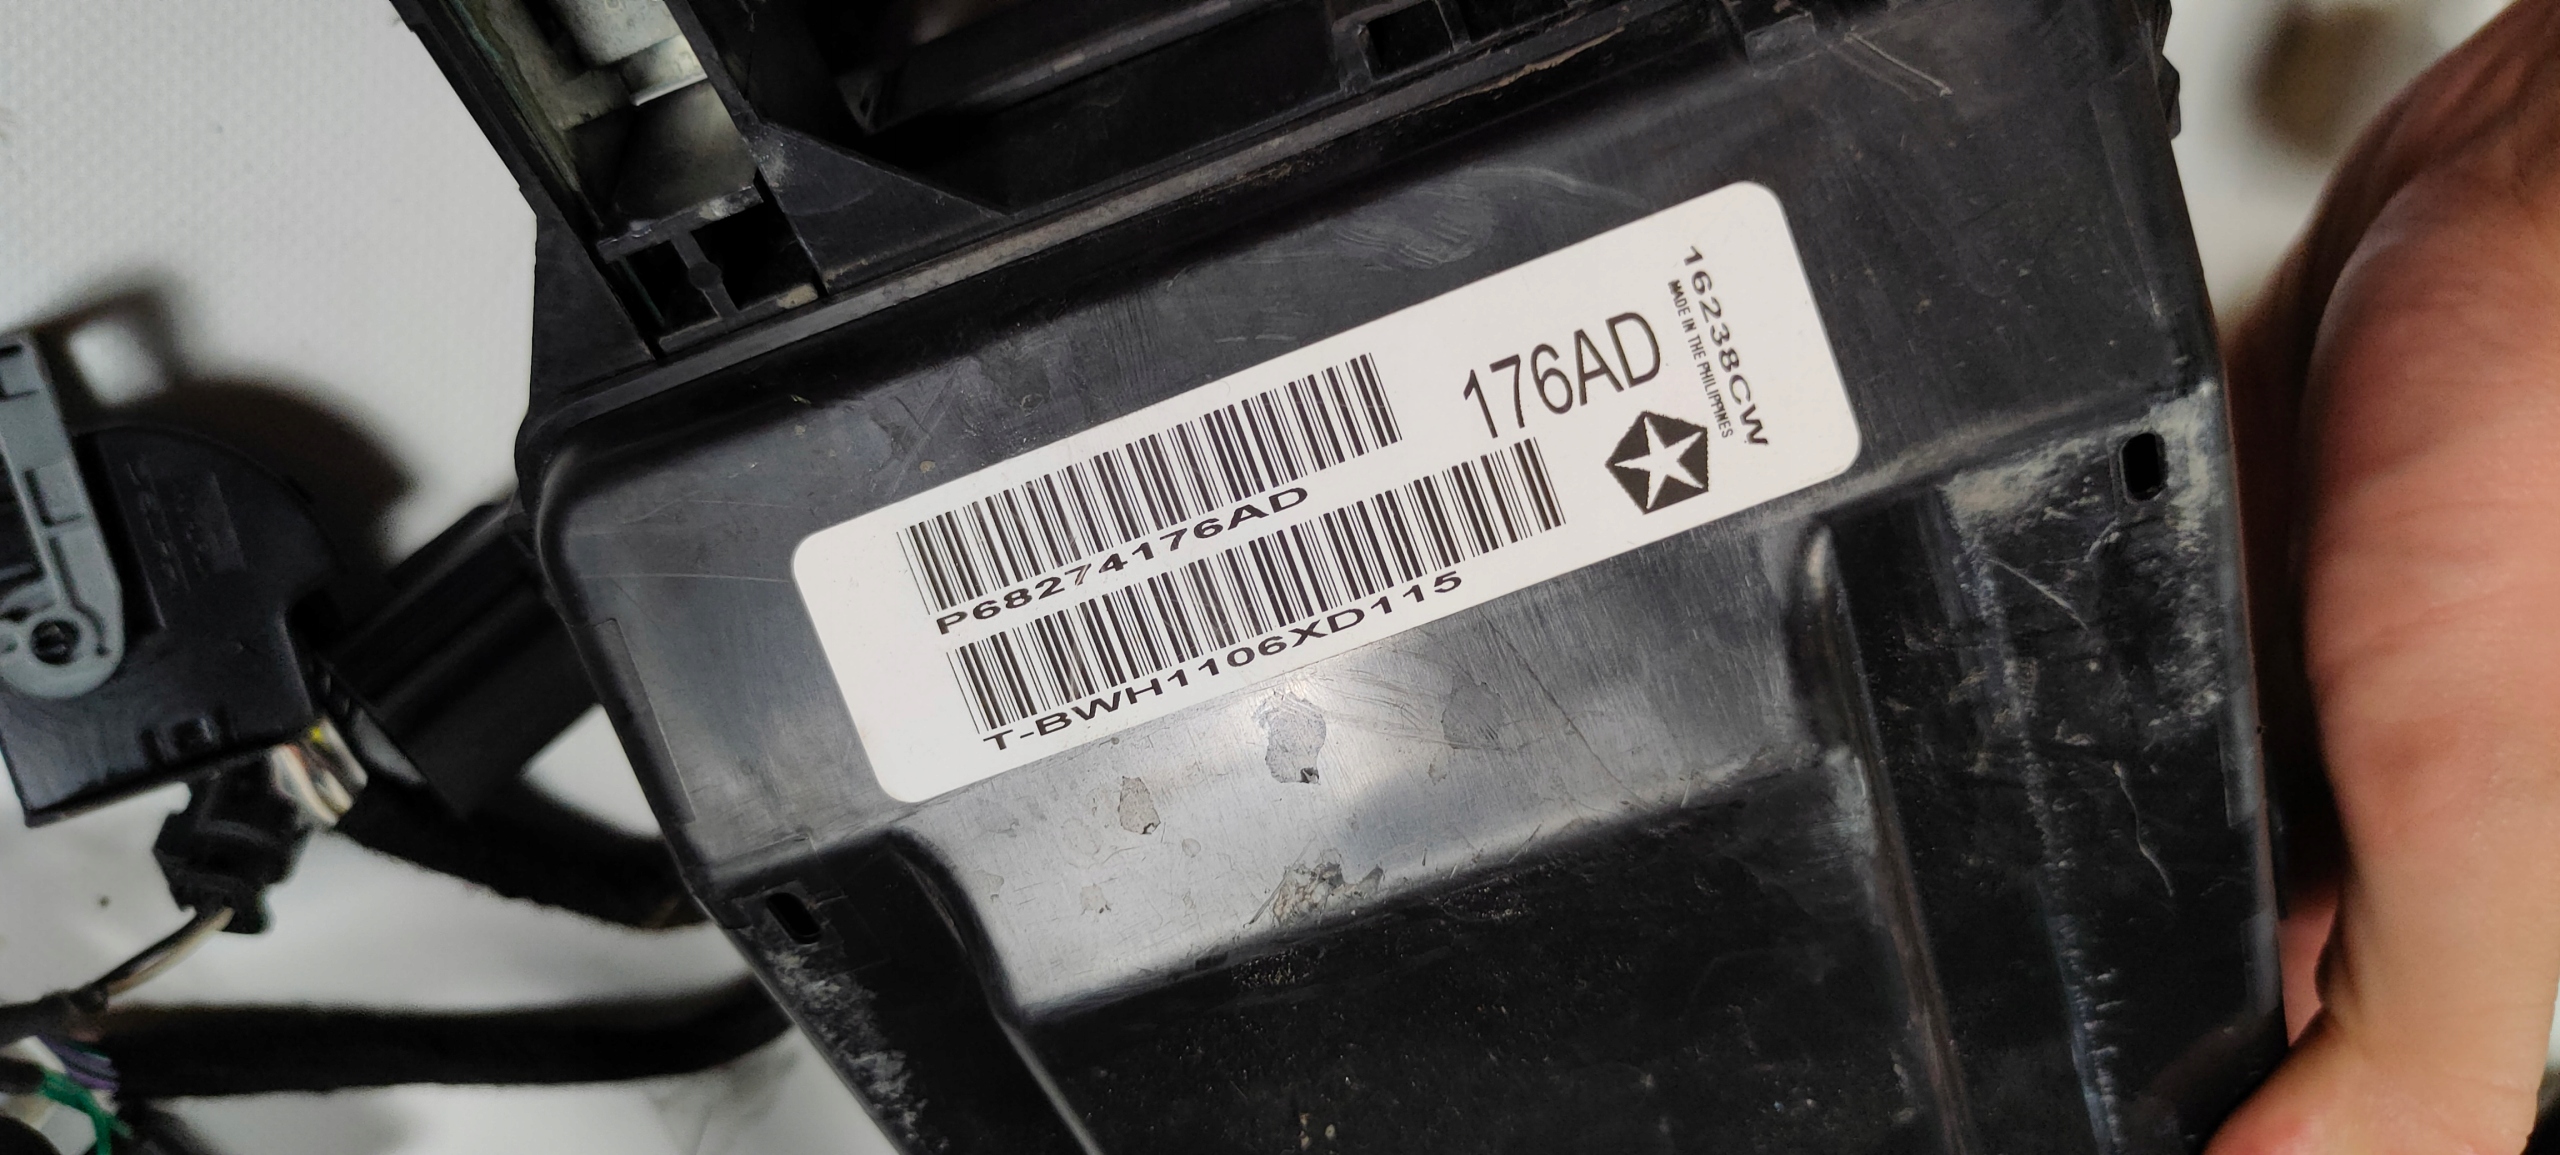 P68274176AD
T-BWH1106XD115
176AD
16238CW
MADE IN THE PHILIPPINES